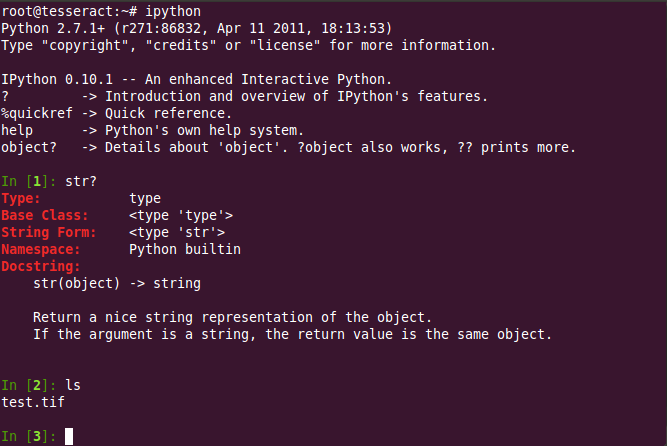 root@tesseract:~# ipython
Python 2.7.1+ (r271:86832, Apr 11 2011, 18:13:53)
Type "copyright", "credits" or "license" for more information.
IPython 0.10.1 -- An enhanced Interactive Python.
?         -> Introduction and overview of IPython's features.
%quickref -> Quick reference.
help      -> Python's own help system.
object?   -> Details about 'object'. ?object also works, ?? prints more.
In [1]: str?
Type:           type
Base Class:     <type 'type'>
String Form:    <type 'str'>
Namespace:      Python builtin
Docstring:
    str(object) -> string
    Return a nice string representation of the object.
    If the argument is a string, the return value is the same object.
In [2]: ls
test.tif
In [3]: